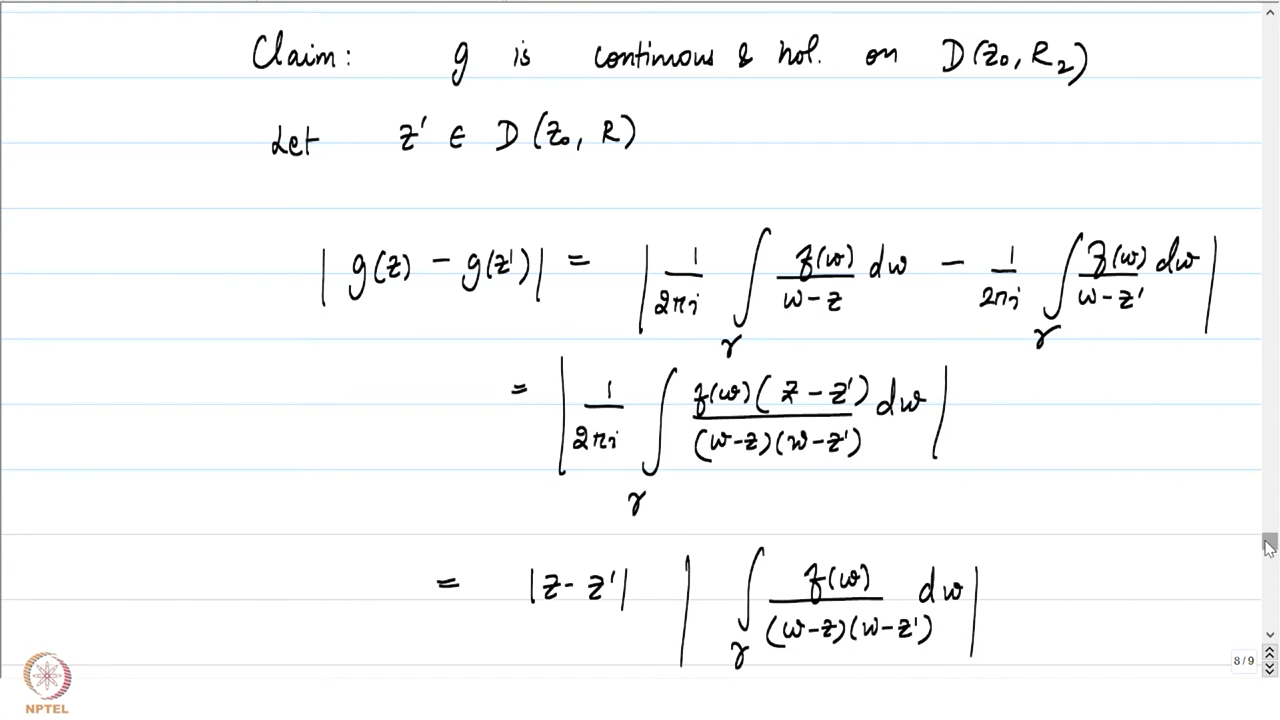 Claim: g is continuous & hol. on D(z₀, R₂)
Let z' ∈ D(z₀, R)
| g(z) - g(z') | = | 1/2πi ∫_γ f(w)/(w-z) dw - 1/2πi ∫_γ f(w)/(w-z') dw |
= | 1/2πi ∫_γ f(w)(z-z')/((w-z)(w-z')) dw |
= |z-z'| | ∫_γ f(w)/((w-z)(w-z')) dw |
8/9
NPTEL